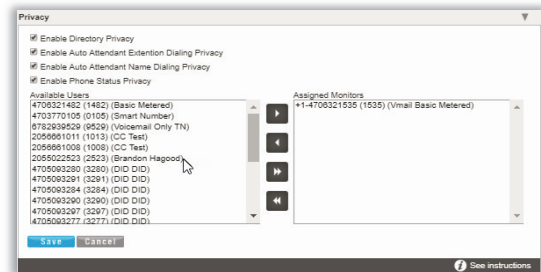 Privacy
Enable Directory Privacy
Enable Auto Attendant Extention Dialing Privacy
Enable Auto Attendant Name Dialing Privacy
Enable Phone Status Privacy
Available Users
4706321482 (1482) (Basic Metered)
4703770105 (0105) (Smart Number)
6782939529 (9529) (Voicemail Only TN)
2056661011 (1013) (CC Test)
2056661008 (1008) (CC Test)
2055022523 (2523) (Brandon Hagood)
4705093280 (3280) (DID DID)
4705093291 (3291) (DID DID)
4705093284 (3284) (DID DID)
4705093290 (3290) (DID DID)
4705093297 (3297) (DID DID)
4705093277 (3277) (DID DID)
Assigned Monitors
+1-4706321535 (1535) (Vmail Basic Metered)
Save Cancel
See instructions